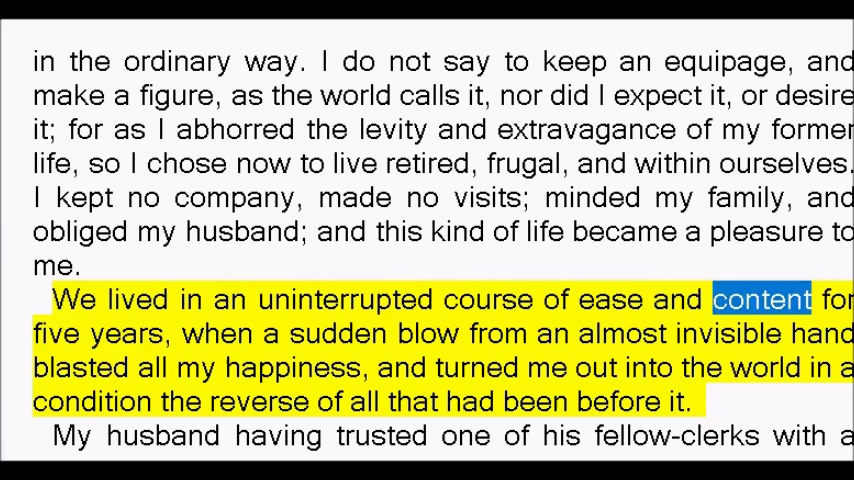 in the ordinary way. I do not say to keep an equipage, and
make a figure, as the world calls it, nor did I expect it, or desire
it; for as I abhorred the levity and extravagance of my former
life, so I chose now to live retired, frugal, and within ourselves.
I kept no company, made no visits; minded my family, and
obliged my husband; and this kind of life became a pleasure to
me.
We lived in an uninterrupted course of ease and content for
five years, when a sudden blow from an almost invisible hand
blasted all my happiness, and turned me out into the world in a
condition the reverse of all that had been before it.
My husband having trusted one of his fellow-clerks with a